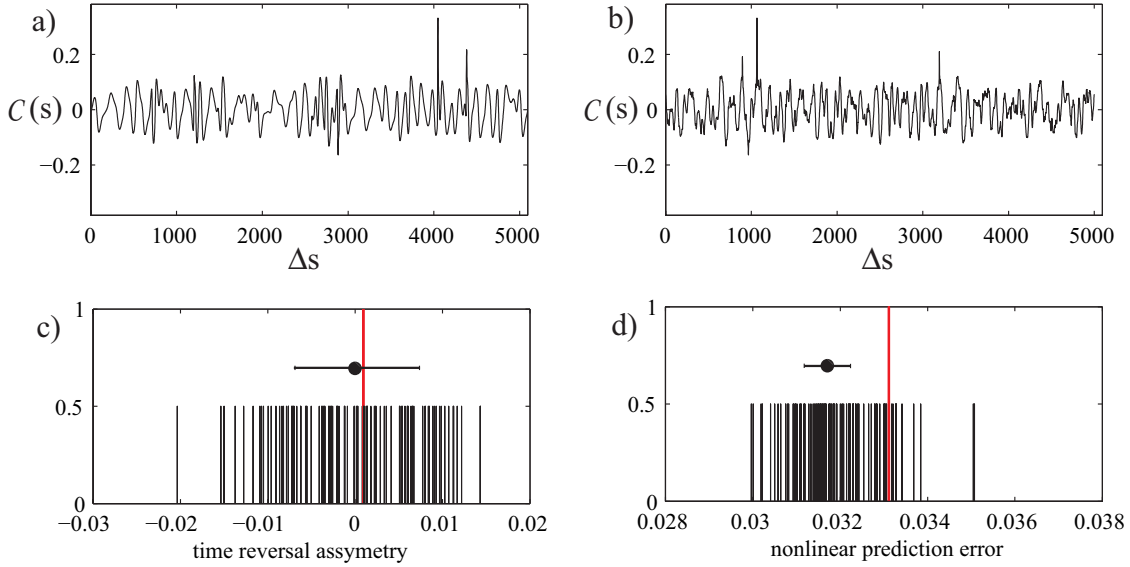 a)
0.2
C(s)
0
−0.2
0 1000 2000 3000 4000 5000
Δs
b)
0.2
C(s)
0
−0.2
0 1000 2000 3000 4000 5000
Δs
c)
1
0.5
0
−0.03 −0.02 −0.01 0 0.01 0.02
time reversal assymetry
d)
1
0.5
0
0.028 0.03 0.032 0.034 0.036 0.038
nonlinear prediction error